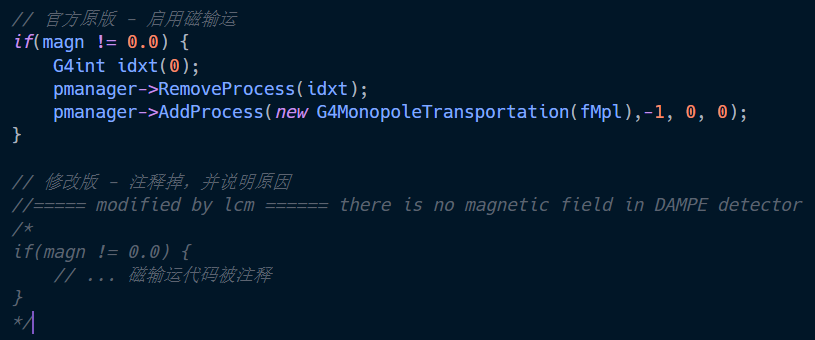 // 官方原版 - 启用磁输运
if(magn != 0.0) {
    G4int idxt(0);
    pmanager->RemoveProcess(idxt);
    pmanager->AddProcess(new G4MonopoleTransportation(fMpl),-1, 0, 0);
}

// 修改版 - 注释掉，并说明原因
//===== modified by lcm ====== there is no magnetic field in DAMPE detector
/*
if(magn != 0.0) {
    // ... 磁输运代码被注释
}
*/